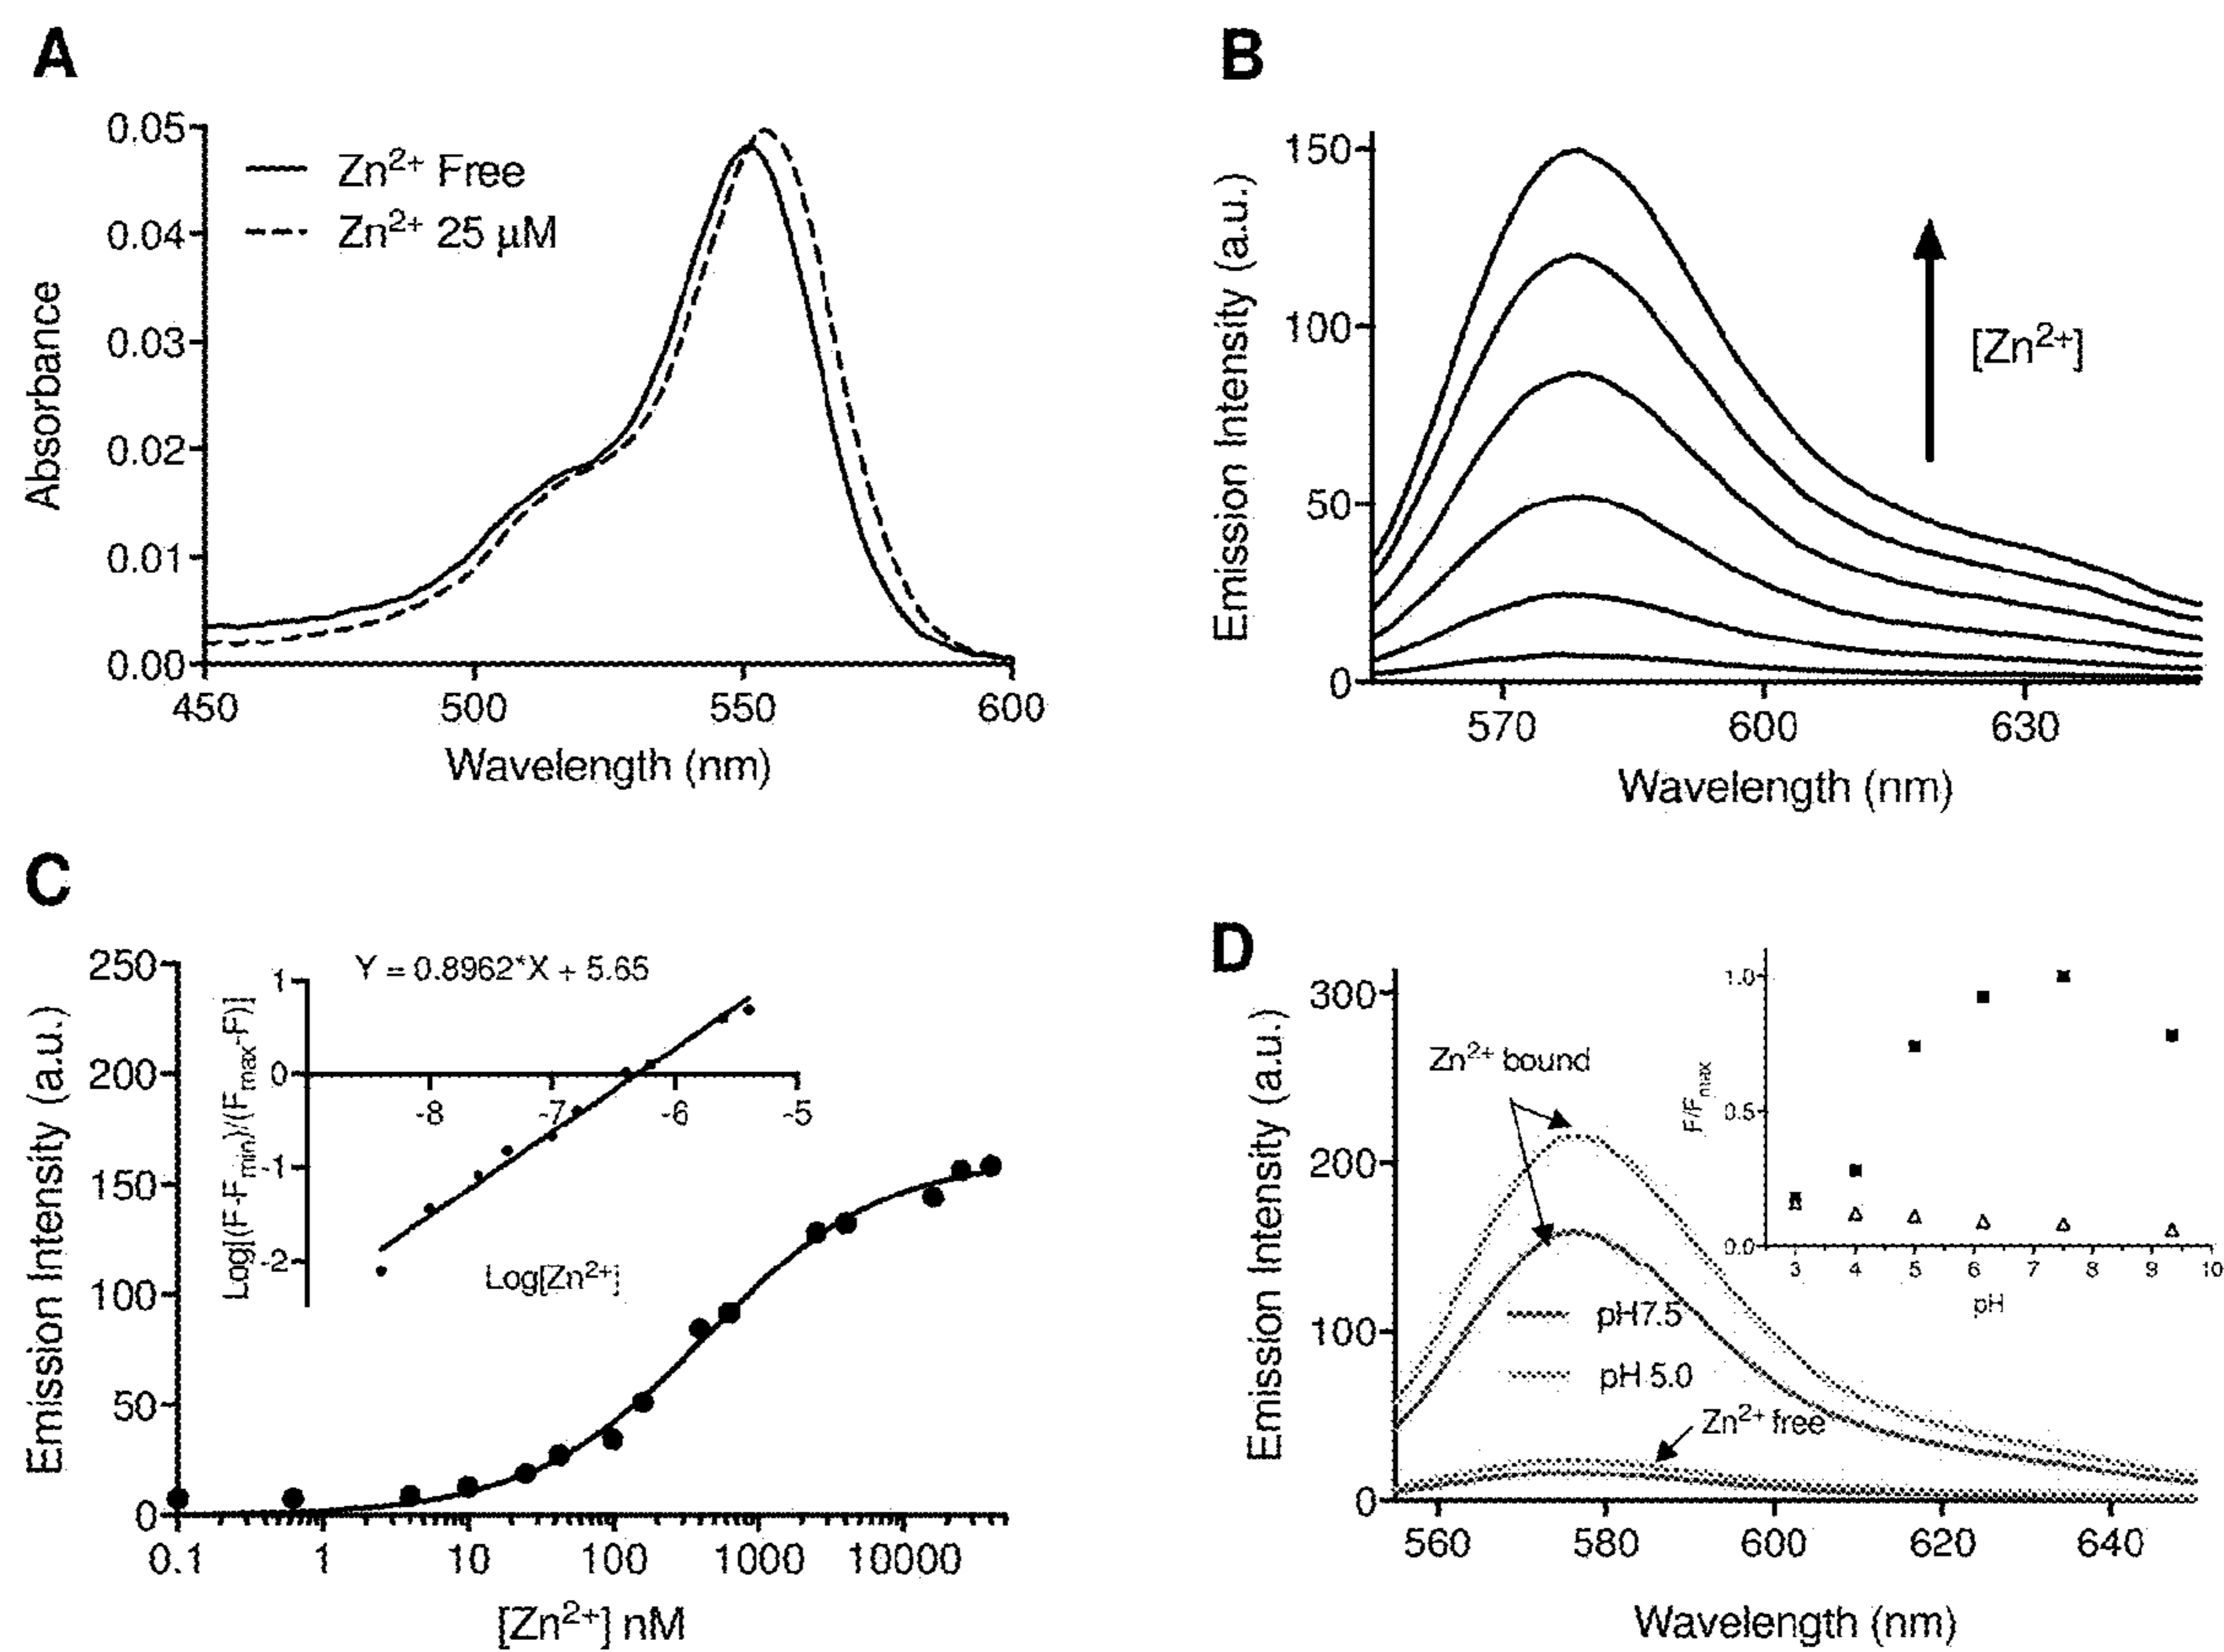 A
0.05
0.04
0.03
0.02
0.01
0.00
Absorbance
Zn2+ Free
Zn2+ 25 µM
450 500 550 600
Wavelength (nm)
B
150
100
50
0
Emission Intensity (a.u.)
[Zn2+]
570 600 630
Wavelength (nm)
C
250
200
150
100
50
0
Emission Intensity (a.u.)
Y = 0.8962*X + 5.65
1
0
-1
-2
Log[(F-Fmin)/(Fmax-F)]
-8 -7 -6 -5
Log[Zn2+]
0.1 1 10 100 1000 10000
[Zn2+] nM
D
300
200
100
0
Emission Intensity (a.u.)
Zn2+ bound
pH7.5
pH 5.0
Zn2+ free
1.0
0.5
0.0
F/Fmax
3 4 5 6 7 8 9 10
pH
560 580 600 620 640
Wavelength (nm)